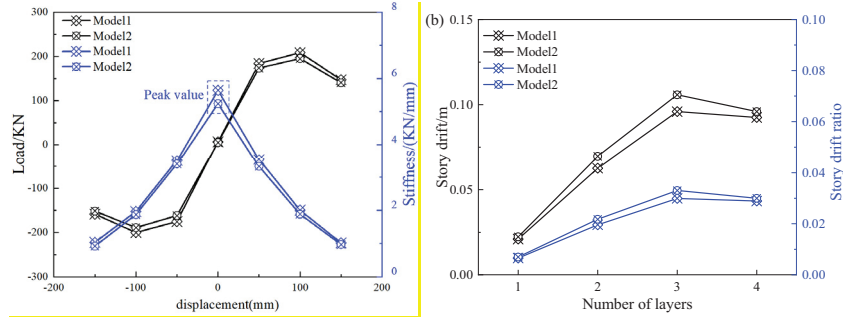 Model1
Model2
Model1
Model2
Peak value
Lcad/KN
300
200
100
0
-100
-200
-300
-200 -100 0 100 200
displacement(mm)
8
6
4
2
0
Stiffness/(KN/mm)
(b)
Model1
Model2
Model1
Model2
Story drift/m
0.15
0.10
0.05
0.00
1 2 3 4
Number of layers
0.10
0.08
0.06
0.04
0.02
0.00
Story drift ratio